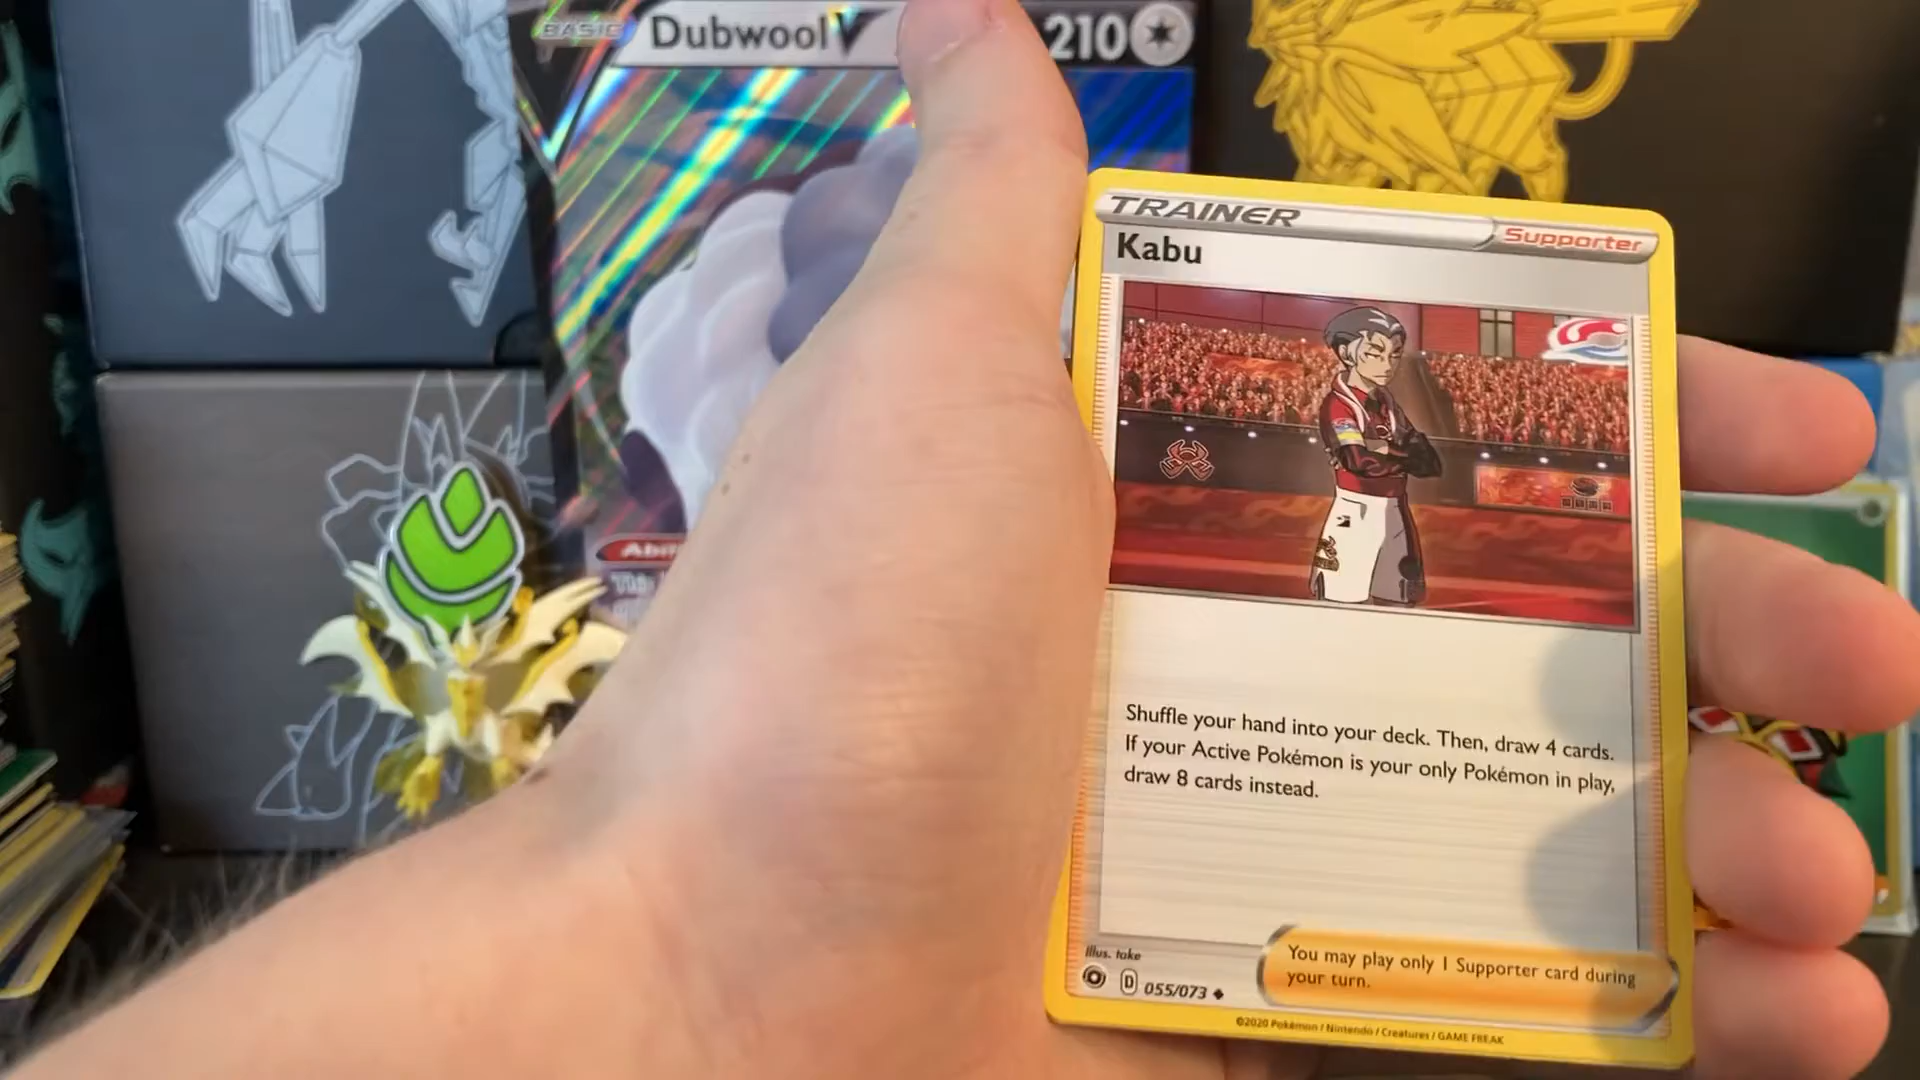 BASIC
Dubwool V
210
TRAINER
Supporter
Kabu
Shuffle your hand into your deck. Then, draw 4 cards.
If your Active Pokémon is your only Pokémon in play,
draw 8 cards instead.
Illus. take
D 055/073
You may play only 1 Supporter card during
your turn.
©2020 Pokémon / Nintendo / Creatures / GAME FREAK